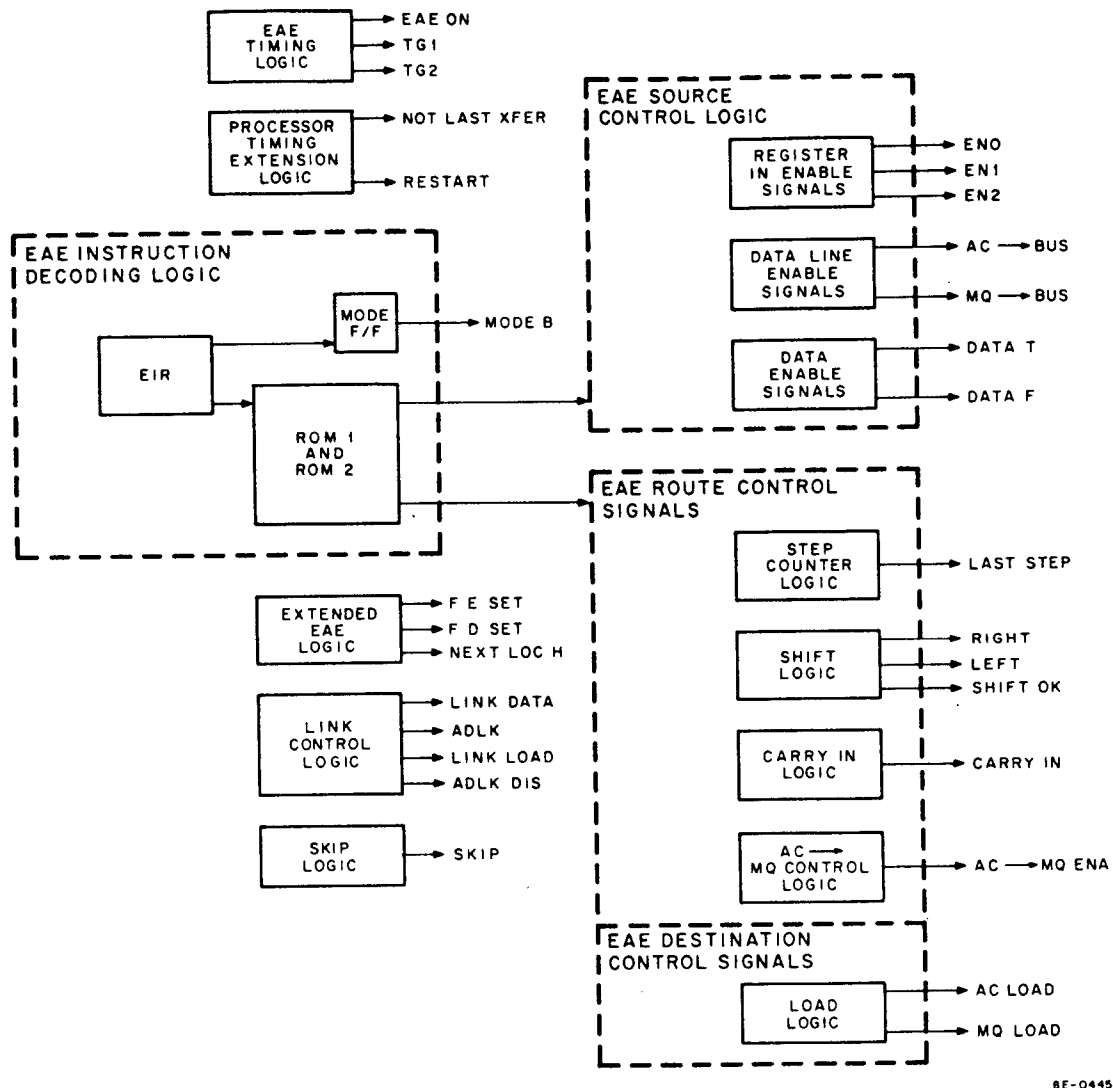 EAE
TIMING
LOGIC
EAE ON
TG1
TG2
PROCESSOR
TIMING
EXTENSION
LOGIC
NOT LAST XFER
RESTART
EAE INSTRUCTION
DECODING LOGIC
EIR
MODE
F/F
MODE B
ROM 1
AND
ROM 2
EXTENDED
EAE
LOGIC
F E SET
F D SET
NEXT LOC H
LINK
CONTROL
LOGIC
LINK DATA
ADLK
LINK LOAD
ADLK DIS
SKIP
LOGIC
SKIP
EAE SOURCE
CONTROL LOGIC
REGISTER
IN ENABLE
SIGNALS
EN0
EN1
EN2
DATA LINE
ENABLE
SIGNALS
AC → BUS
MQ → BUS
DATA
ENABLE
SIGNALS
DATA T
DATA F
EAE ROUTE CONTROL
SIGNALS
STEP
COUNTER
LOGIC
LAST STEP
SHIFT
LOGIC
RIGHT
LEFT
SHIFT OK
CARRY IN
LOGIC
CARRY IN
AC →
MQ CONTROL
LOGIC
AC → MQ ENA
EAE DESTINATION
CONTROL SIGNALS
LOAD
LOGIC
AC LOAD
MQ LOAD
8E-0445